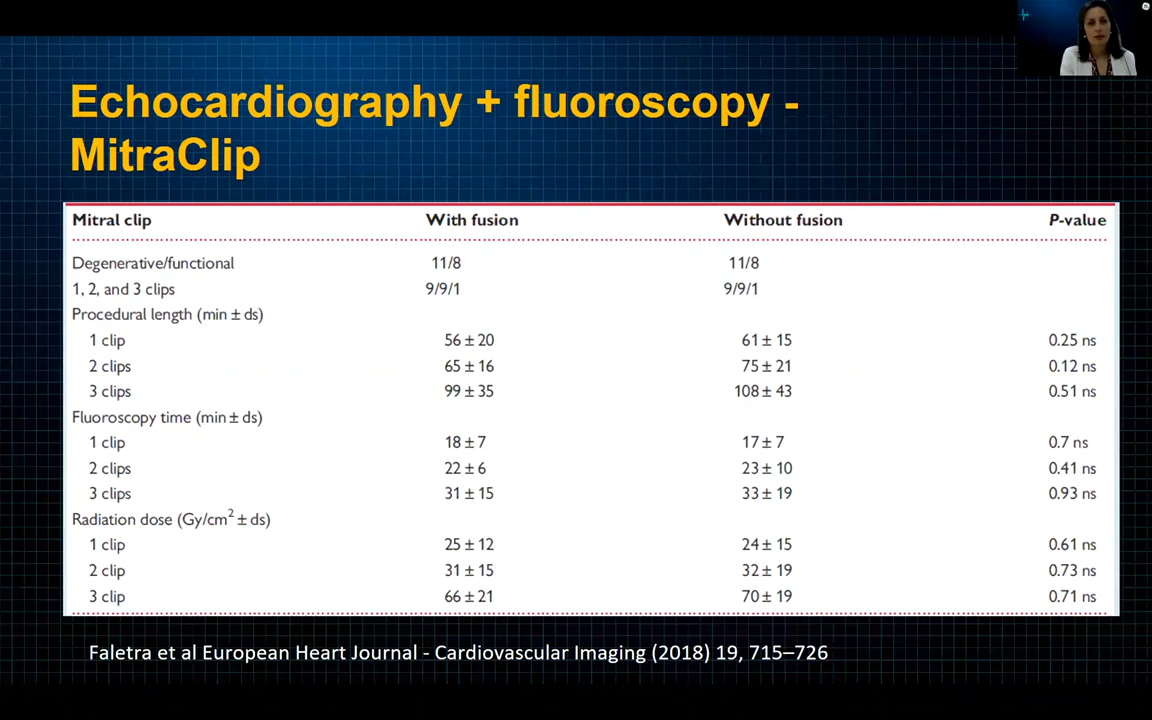 Echocardiography + fluoroscopy -
MitraClip
Mitral clip With fusion Without fusion P-value
Degenerative/functional 11/8 11/8
1, 2, and 3 clips 9/9/1 9/9/1
Procedural length (min ± ds)
1 clip 56 ± 20 61 ± 15 0.25 ns
2 clips 65 ± 16 75 ± 21 0.12 ns
3 clips 99 ± 35 108 ± 43 0.51 ns
Fluoroscopy time (min ± ds)
1 clip 18 ± 7 17 ± 7 0.7 ns
2 clips 22 ± 6 23 ± 10 0.41 ns
3 clips 31 ± 15 33 ± 19 0.93 ns
Radiation dose (Gy/cm² ± ds)
1 clip 25 ± 12 24 ± 15 0.61 ns
2 clip 31 ± 15 32 ± 19 0.73 ns
3 clip 66 ± 21 70 ± 19 0.71 ns
Faletra et al European Heart Journal - Cardiovascular Imaging (2018) 19, 715–726